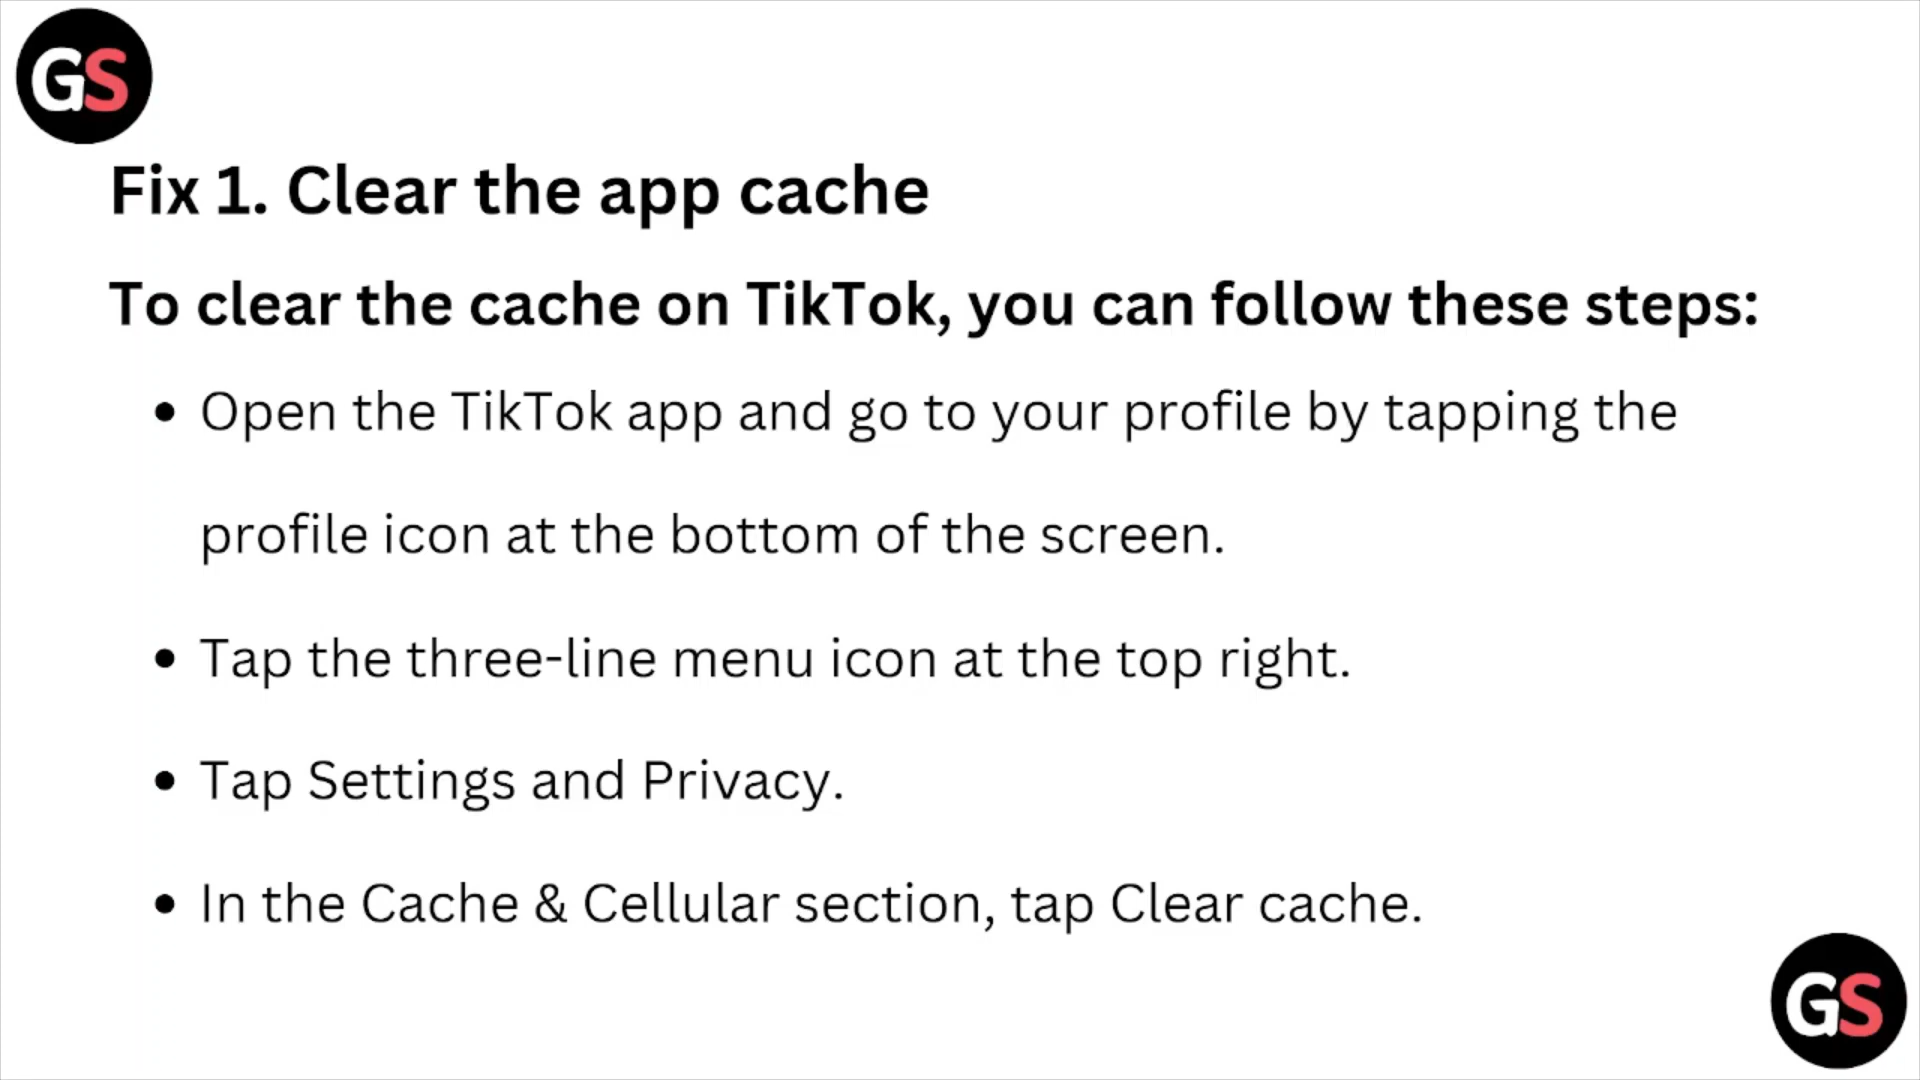 GS
Fix 1. Clear the app cache
To clear the cache on TikTok, you can follow these steps:
• Open the TikTok app and go to your profile by tapping the
profile icon at the bottom of the screen.
• Tap the three-line menu icon at the top right.
• Tap Settings and Privacy.
• In the Cache & Cellular section, tap Clear cache.
GS